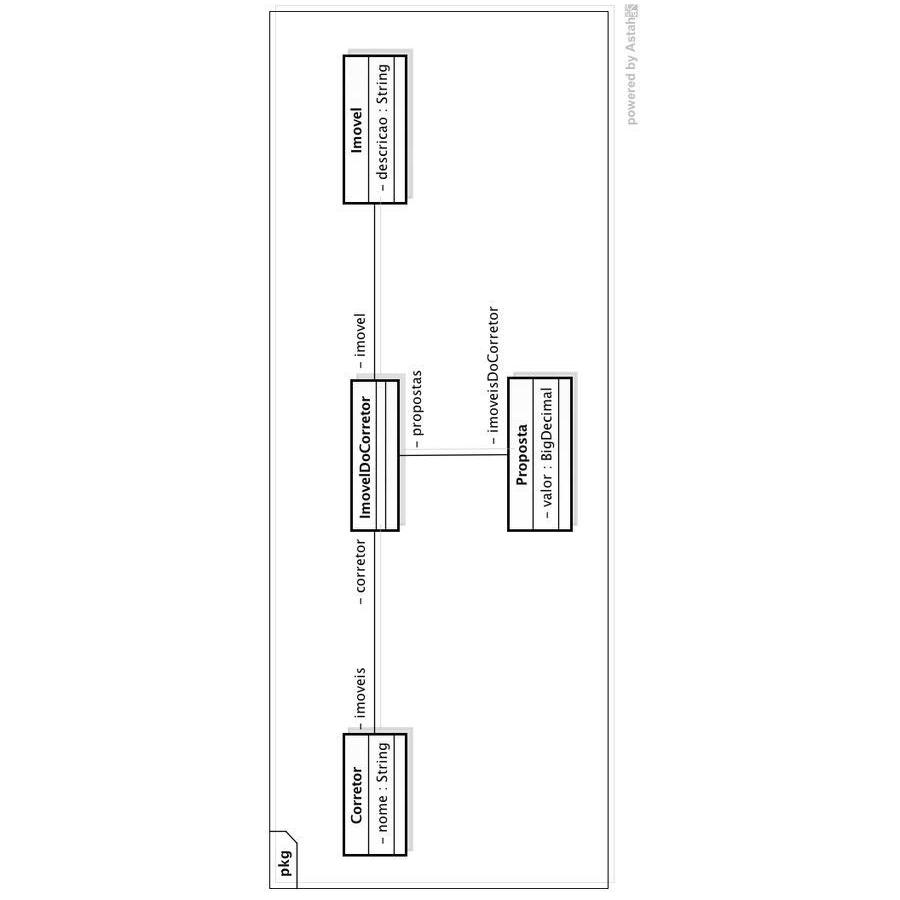 pkg
Corretor
- nome : String
- imoveis
- corretor
ImovelDoCorretor
- imovel
Imovel
- descricao : String
- propostas
- imoveisDoCorretor
Proposta
- valor : BigDecimal
powered by Astah